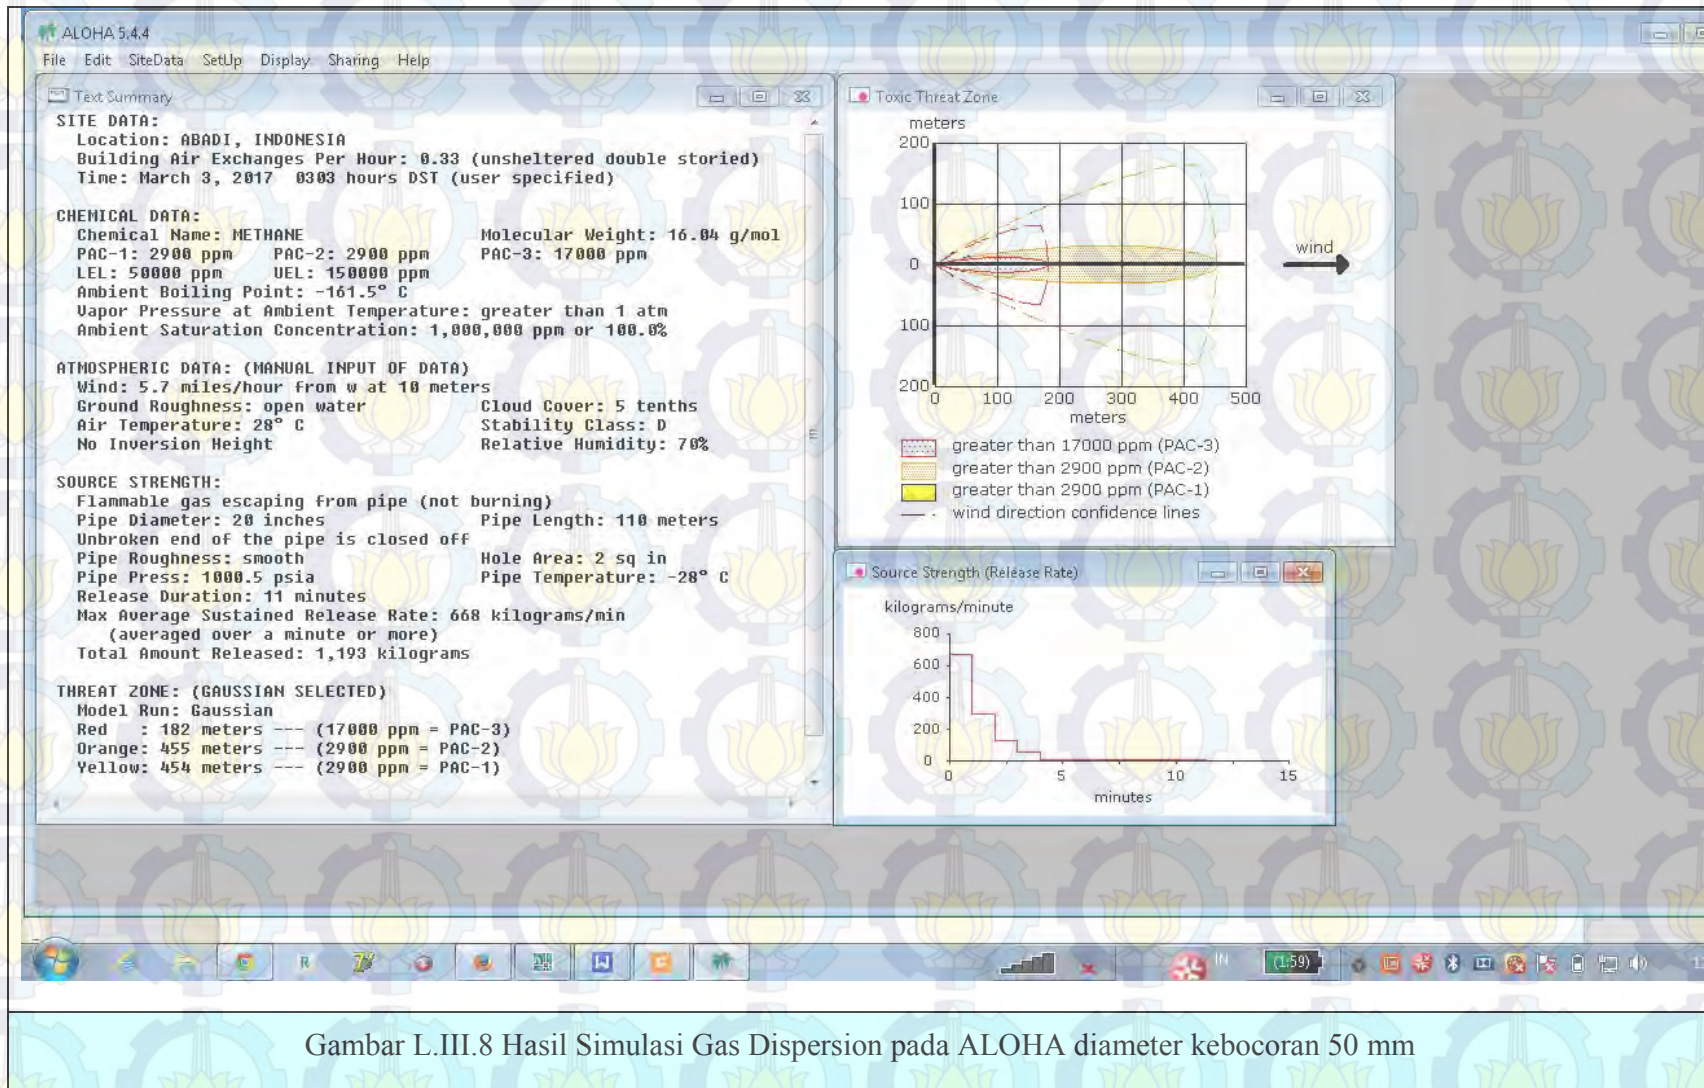 ALOHA 5.4.4
File Edit SiteData SetUp Display Sharing Help
Text Summary
SITE DATA:
Location: ABADI, INDONESIA
Building Air Exchanges Per Hour: 0.33 (unsheltered double storied)
Time: March 3, 2017 0303 hours DST (user specified)
CHEMICAL DATA:
Chemical Name: METHANE Molecular Weight: 16.04 g/mol
PAC-1: 2900 ppm PAC-2: 2900 ppm PAC-3: 17000 ppm
LEL: 50000 ppm UEL: 150000 ppm
Ambient Boiling Point: -161.5° C
Vapor Pressure at Ambient Temperature: greater than 1 atm
Ambient Saturation Concentration: 1,000,000 ppm or 100.0%
ATMOSPHERIC DATA: (MANUAL INPUT OF DATA)
Wind: 5.7 miles/hour from w at 10 meters
Ground Roughness: open water Cloud Cover: 5 tenths
Air Temperature: 28° C Stability Class: D
No Inversion Height Relative Humidity: 70%
SOURCE STRENGTH:
Flammable gas escaping from pipe (not burning)
Pipe Diameter: 20 inches Pipe Length: 110 meters
Unbroken end of the pipe is closed off
Pipe Roughness: smooth Hole Area: 2 sq in
Pipe Press: 1000.5 psia Pipe Temperature: -28° C
Release Duration: 11 minutes
Max Average Sustained Release Rate: 668 kilograms/min
(averaged over a minute or more)
Total Amount Released: 1,193 kilograms
THREAT ZONE: (GAUSSIAN SELECTED)
Model Run: Gaussian
Red : 182 meters --- (17000 ppm = PAC-3)
Orange: 455 meters --- (2900 ppm = PAC-2)
Yellow: 454 meters --- (2900 ppm = PAC-1)
Toxic Threat Zone
meters
200
100
0
100
200
0 100 200 300 400 500
meters
wind
greater than 17000 ppm (PAC-3)
greater than 2900 ppm (PAC-2)
greater than 2900 ppm (PAC-1)
wind direction confidence lines
Source Strength (Release Rate)
kilograms/minute
800
600
400
200
0
0 5 10 15
minutes
IN
(1:59)
Gambar L.III.8 Hasil Simulasi Gas Dispersion pada ALOHA diameter kebocoran 50 mm